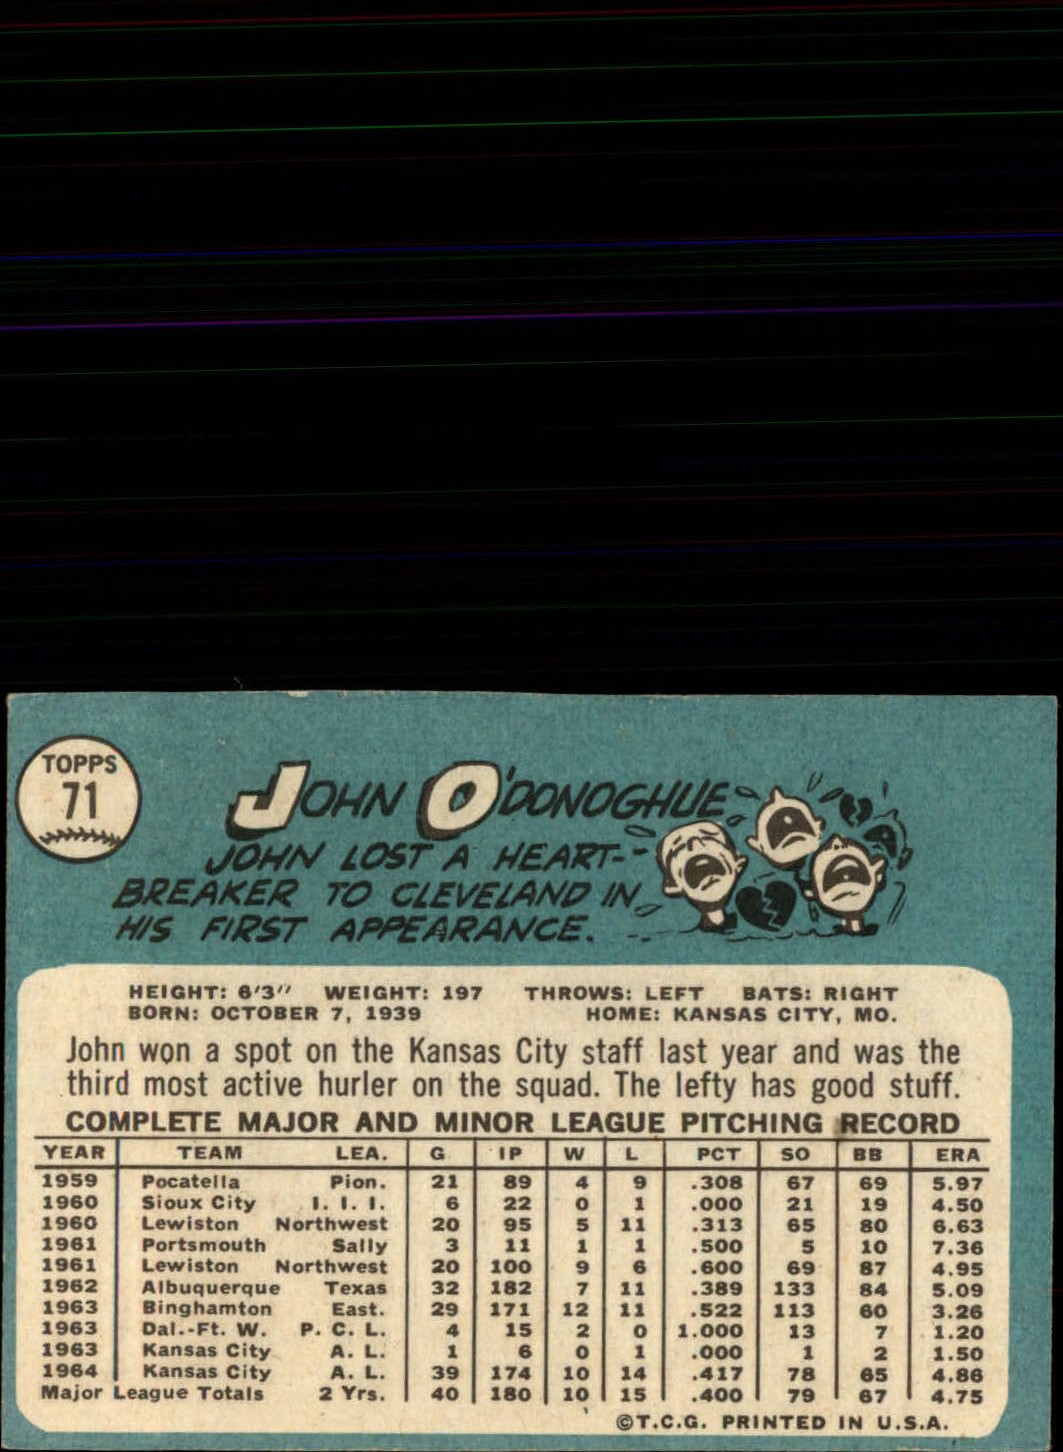 TOPPS
71
JOHN O'DONOGHUE
JOHN LOST A HEART-
BREAKER TO CLEVELAND IN
HIS FIRST APPEARANCE.
HEIGHT: 6'3" WEIGHT: 197 THROWS: LEFT BATS: RIGHT
BORN: OCTOBER 7, 1939 HOME: KANSAS CITY, MO.
John won a spot on the Kansas City staff last year and was the
third most active hurler on the squad. The lefty has good stuff.
COMPLETE MAJOR AND MINOR LEAGUE PITCHING RECORD
YEAR TEAM LEA. G IP W L PCT SO BB ERA
1959 Pocatella Pion. 21 89 4 9 .308 67 69 5.97
1960 Sioux City I. I. I. 6 22 0 1 .000 21 19 4.50
1960 Lewiston Northwest 20 95 5 11 .313 65 80 6.63
1961 Portsmouth Sally 3 11 1 1 .500 5 10 7.36
1961 Lewiston Northwest 20 100 9 6 .600 69 87 4.95
1962 Albuquerque Texas 32 182 7 11 .389 133 84 5.09
1963 Binghamton East. 29 171 12 11 .522 113 60 3.26
1963 Dal.-Ft. W. P. C. L. 4 15 2 0 1.000 13 7 1.20
1963 Kansas City A. L. 1 6 0 1 .000 1 2 1.50
1964 Kansas City A. L. 39 174 10 14 .417 78 65 4.86
Major League Totals 2 Yrs. 40 180 10 15 .400 79 67 4.75
©T.C.G. PRINTED IN U.S.A.